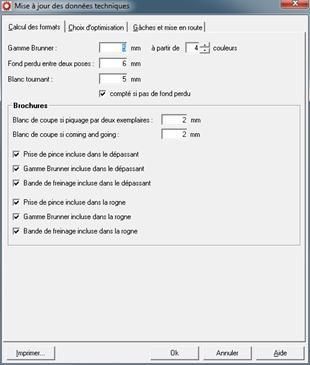 Mise à jour des données techniques
Calcul des formats
Choix d'optimisation
Gâches et mise en route
Gamme Brunner : 5 mm à partir de 4 couleurs
Fond perdu entre deux poses : 6 mm
Blanc tournant : 5 mm
compté si pas de fond perdu
Brochures
Blanc de coupe si piquage par deux exemplaires : 2 mm
Blanc de coupe si coming and going : 2 mm
Prise de pince incluse dans le dépassant
Gamme Brunner incluse dans le dépassant
Bande de freinage incluse dans le dépassant
Prise de pince incluse dans la rogne
Gamme Brunner incluse dans la rogne
Bande de freinage incluse dans la rogne
Imprimer...
Ok
Annuler
Aide